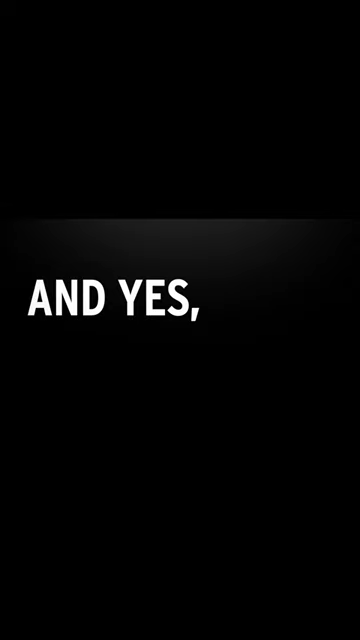 AND YES,